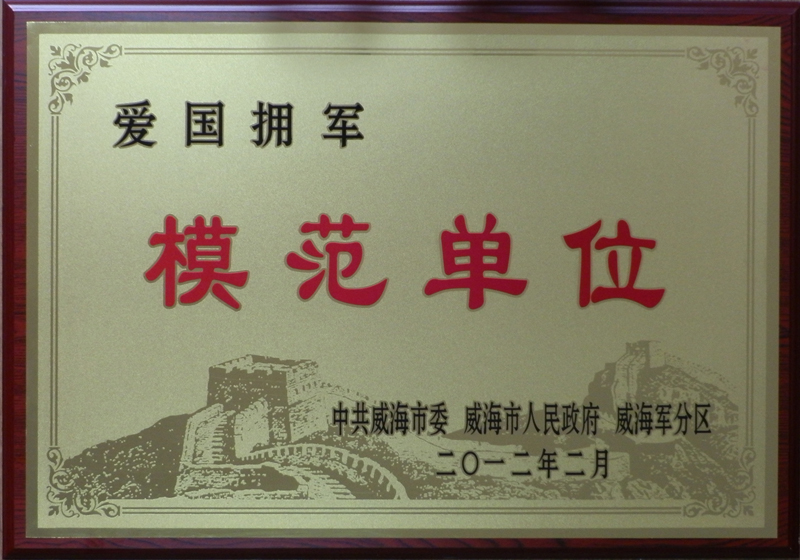 爱国拥军
模范单位
中共威海市委 威海市人民政府 威海军分区
二〇一二年二月